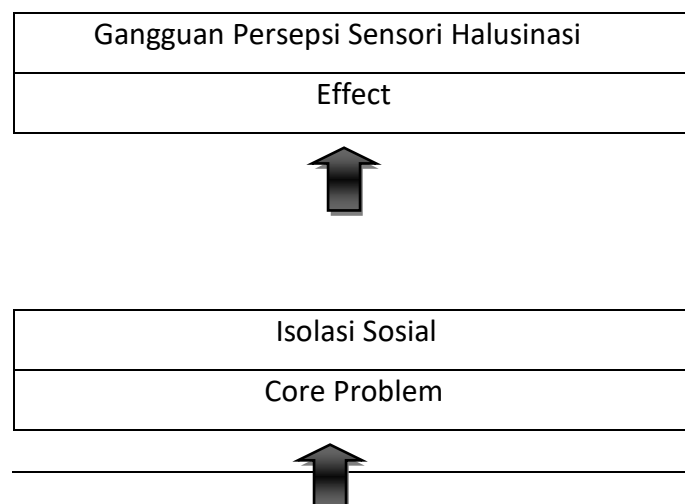 Gangguan Persepsi Sensori Halusinasi
Effect
Isolasi Sosial
Core Problem